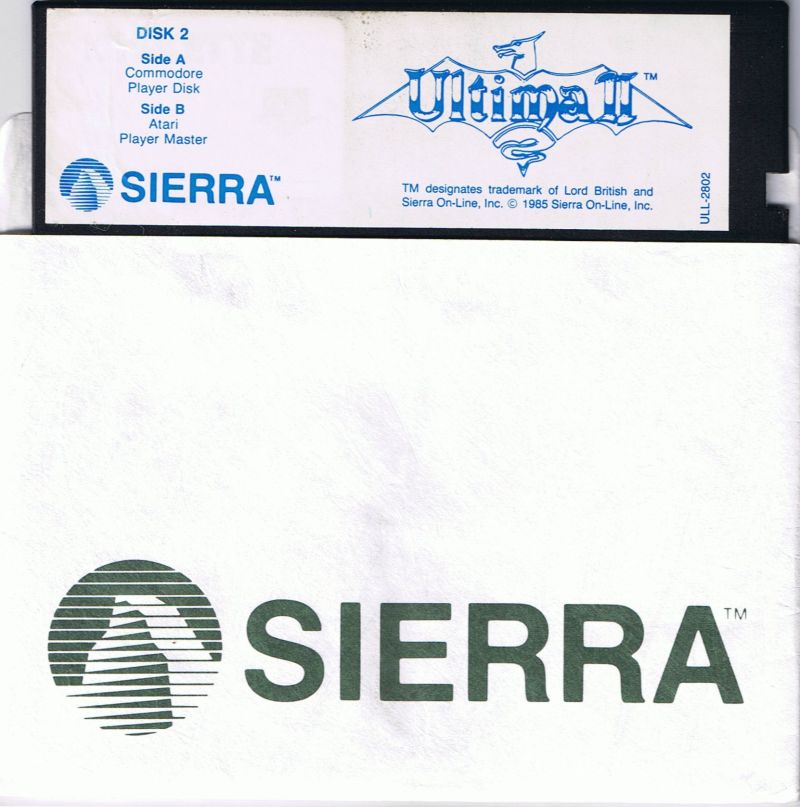 DISK 2
Side A
Commodore
Player Disk
Side B
Atari
Player Master
SIERRA™
Ultima II™
TM designates trademark of Lord British and
Sierra On-Line, Inc. © 1985 Sierra On-Line, Inc.
ULL-2802
SIERRA™